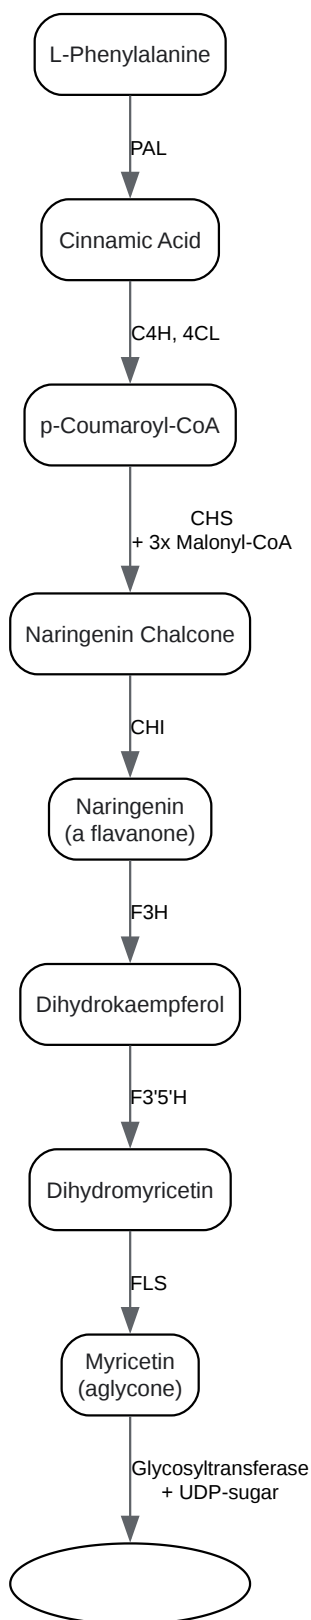 L-Phenylalanine
PAL
Cinnamic Acid
C4H, 4CL
p-Coumaroyl-CoA
CHS
+ 3x Malonyl-CoA
Naringenin Chalcone
CHI
Naringenin
(a flavanone)
F3H
Dihydrokaempferol
F3'5'H
Dihydromyricetin
FLS
Myricetin
(aglycone)
Glycosyltransferase
+ UDP-sugar